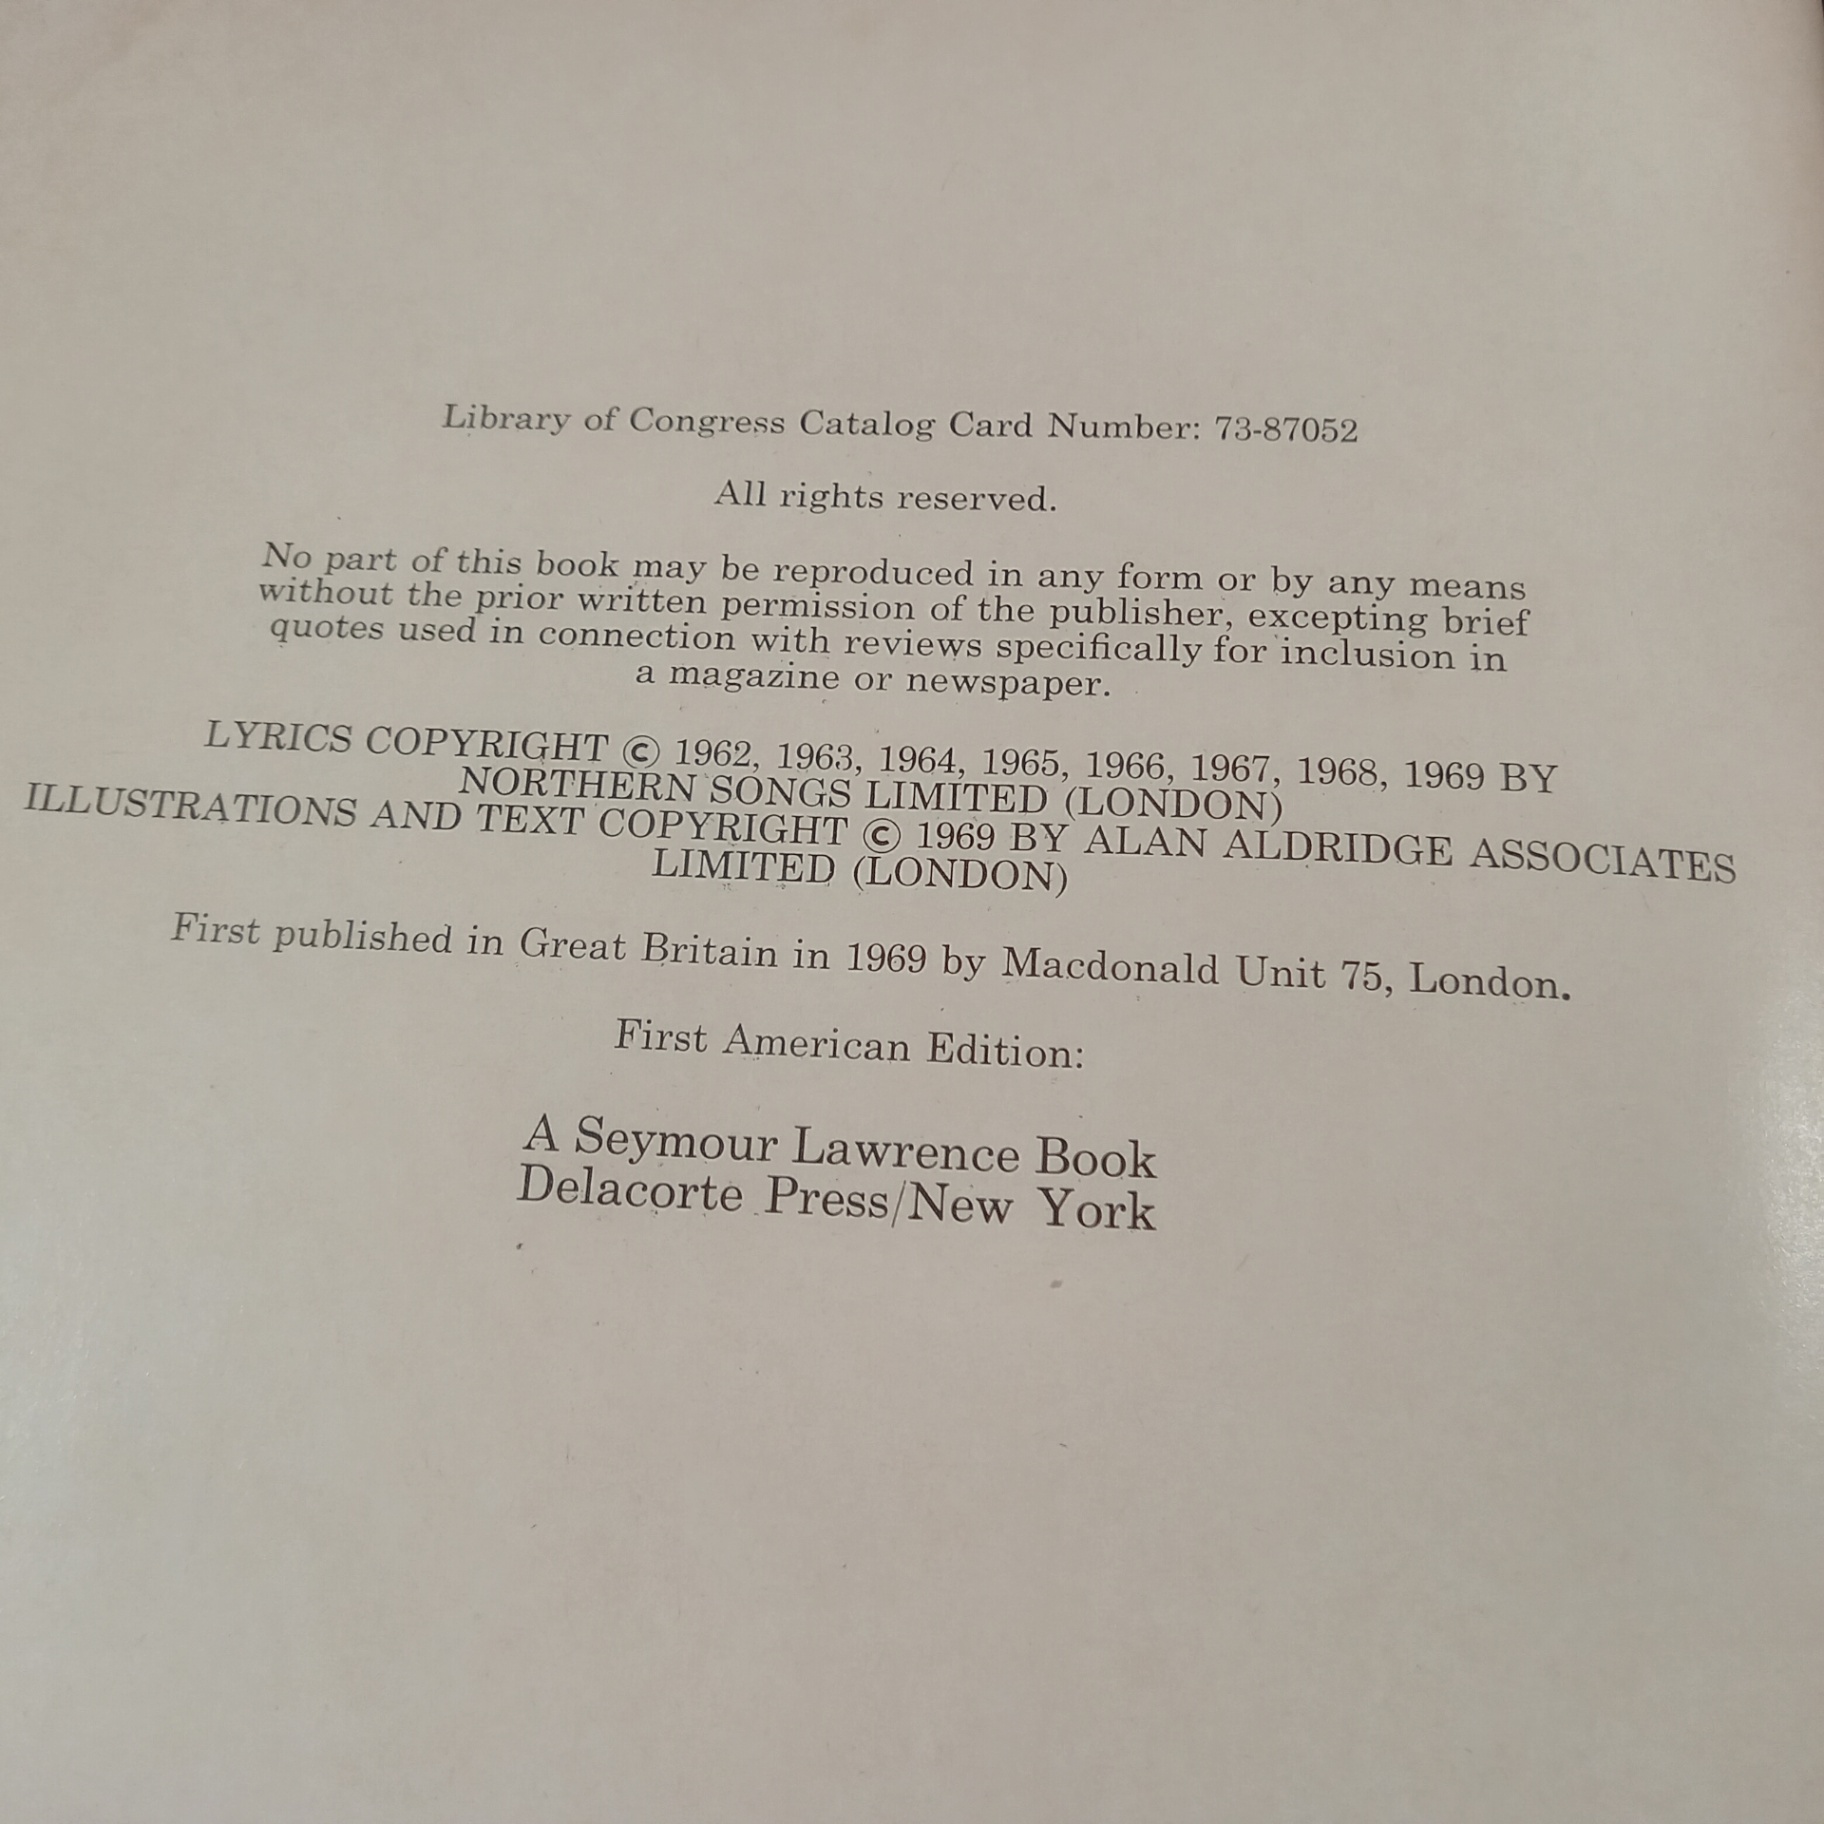 Library of Congress Catalog Card Number: 73-87052
All rights reserved.
No part of this book may be reproduced in any form or by any means
without the prior written permission of the publisher, excepting brief
quotes used in connection with reviews specifically for inclusion in
a magazine or newspaper.
LYRICS COPYRIGHT © 1962, 1963, 1964, 1965, 1966, 1967, 1968, 1969 BY
NORTHERN SONGS LIMITED (LONDON)
ILLUSTRATIONS AND TEXT COPYRIGHT © 1969 BY ALAN ALDRIDGE ASSOCIATES
LIMITED (LONDON)
First published in Great Britain in 1969 by Macdonald Unit 75, London.
First American Edition:
A Seymour Lawrence Book
Delacorte Press/New York